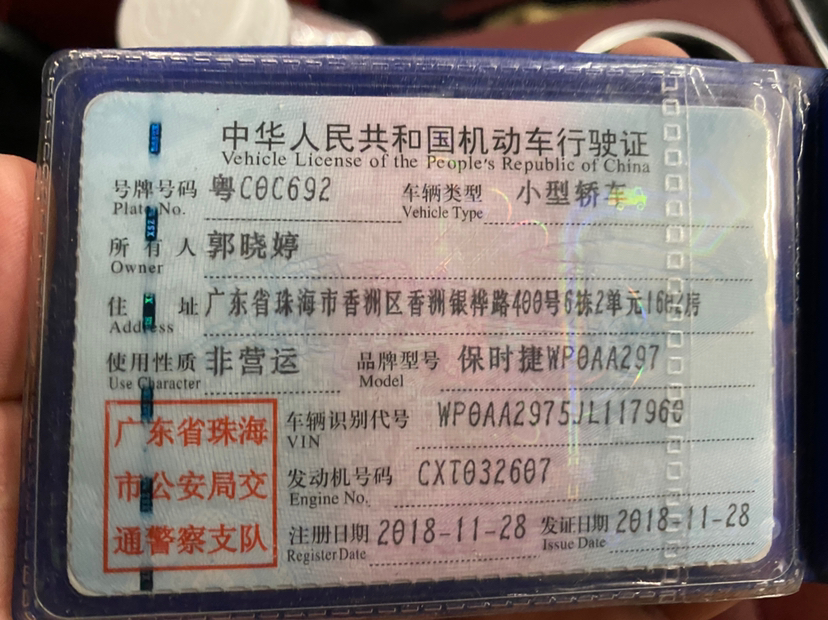 中华人民共和国机动车行驶证
Vehicle License of the People's Republic of China
号牌号码 粤C0C692 车辆类型 小型轿车
Plate No. Vehicle Type
所有人 郭晓婷
Owner
住址 广东省珠海市香洲区香洲银桦路400号6栋2单元1602房
Address
使用性质 非营运 品牌型号 保时捷WP0AA297
Use Character Model
广东省珠海
市公安局交
通警察支队
车辆识别代号 WP0AA2975JL117960
VIN
发动机号码 CXT032607
Engine No.
注册日期 2018-11-28 发证日期 2018-11-28
Register Date Issue Date